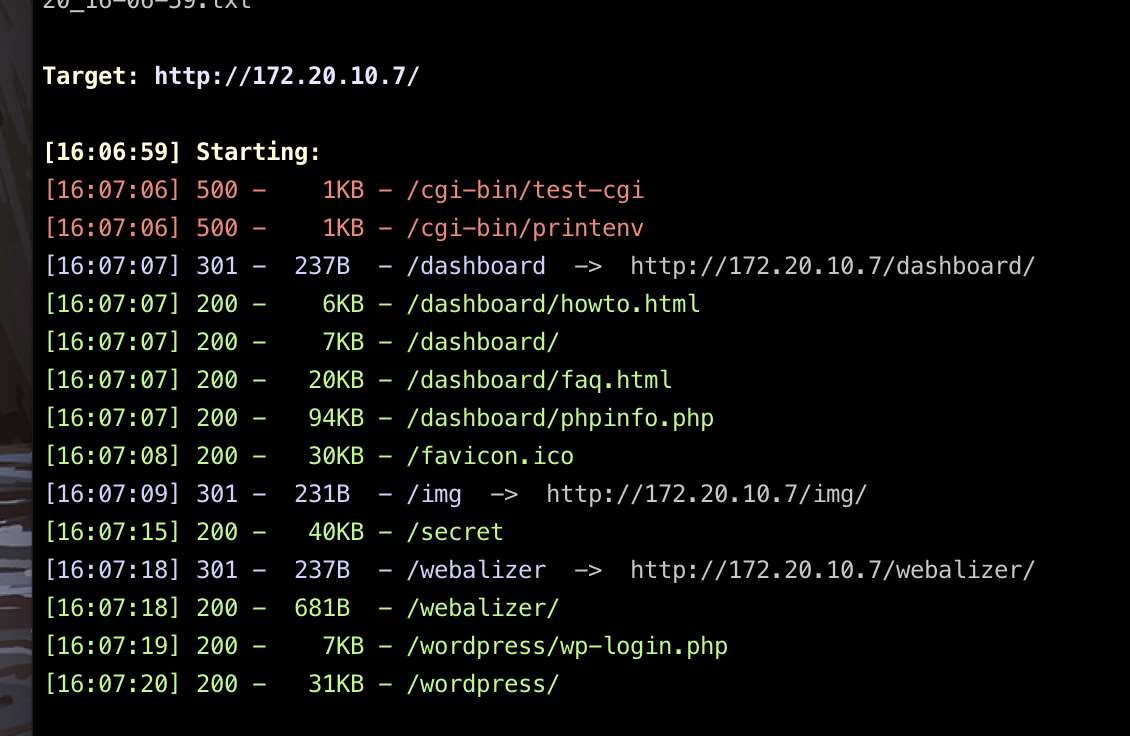 20_16-06-59.txt
Target: http://172.20.10.7/
[16:06:59] Starting:
[16:07:06] 500 -    1KB - /cgi-bin/test-cgi
[16:07:06] 500 -    1KB - /cgi-bin/printenv
[16:07:07] 301 -  237B  - /dashboard  ->  http://172.20.10.7/dashboard/
[16:07:07] 200 -    6KB - /dashboard/howto.html
[16:07:07] 200 -    7KB - /dashboard/
[16:07:07] 200 -   20KB - /dashboard/faq.html
[16:07:07] 200 -   94KB - /dashboard/phpinfo.php
[16:07:08] 200 -   30KB - /favicon.ico
[16:07:09] 301 -  231B  - /img  ->  http://172.20.10.7/img/
[16:07:15] 200 -   40KB - /secret
[16:07:18] 301 -  237B  - /webalizer  ->  http://172.20.10.7/webalizer/
[16:07:18] 200 -  681B  - /webalizer/
[16:07:19] 200 -    7KB - /wordpress/wp-login.php
[16:07:20] 200 -   31KB - /wordpress/